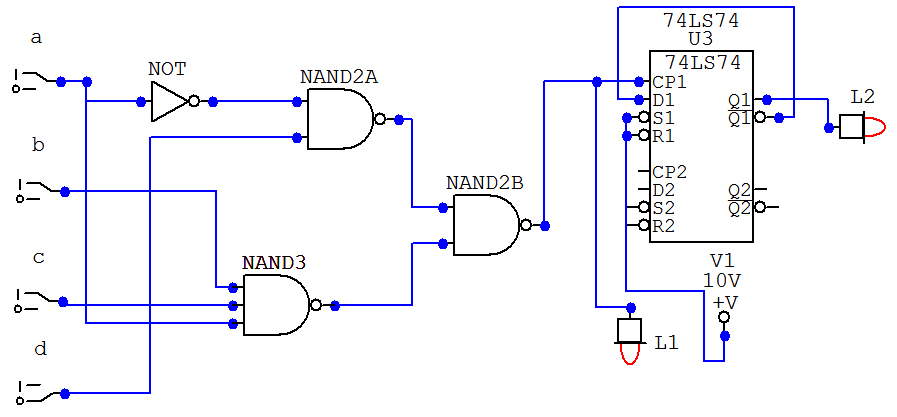 a
b
c
d
NOT
NAND2A
NAND3
NAND2B
74LS74
U3
74LS74
CP1
D1
S1
R1
CP2
D2
S2
R2
Q1
Q1
Q2
Q2
L2
V1
10V
+V
L1